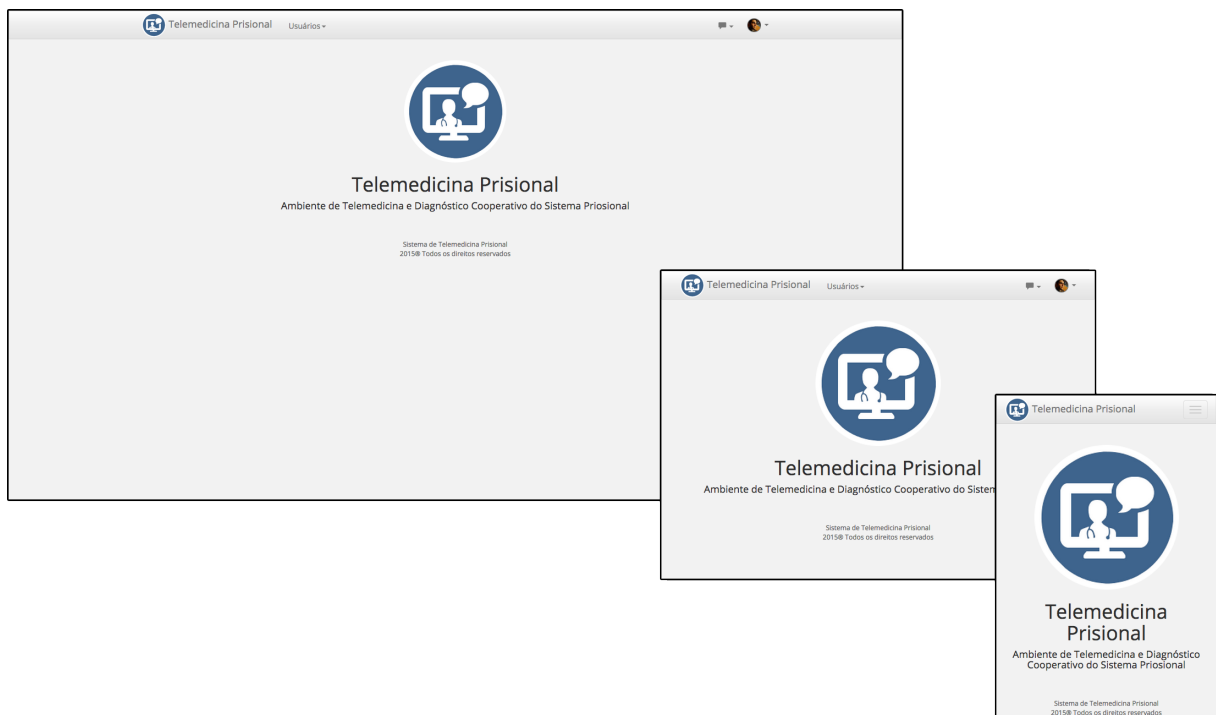 Telemedicina Prisional Usuários
Telemedicina Prisional
Ambiente de Telemedicina e Diagnóstico Cooperativo do Sistema Priosional
Sistema de Telemedicina Prisional
2015® Todos os direitos reservados
Telemedicina Prisional Usuários
Telemedicina Prisional
Ambiente de Telemedicina e Diagnóstico Cooperativo do Sistem
Sistema de Telemedicina Prisional
2015® Todos os direitos reservados
Telemedicina Prisional
Telemedicina
Prisional
Ambiente de Telemedicina e Diagnóstico
Cooperativo do Sistema Priosional
Sistema de Telemedicina Prisional
2015® Todos os direitos reservados